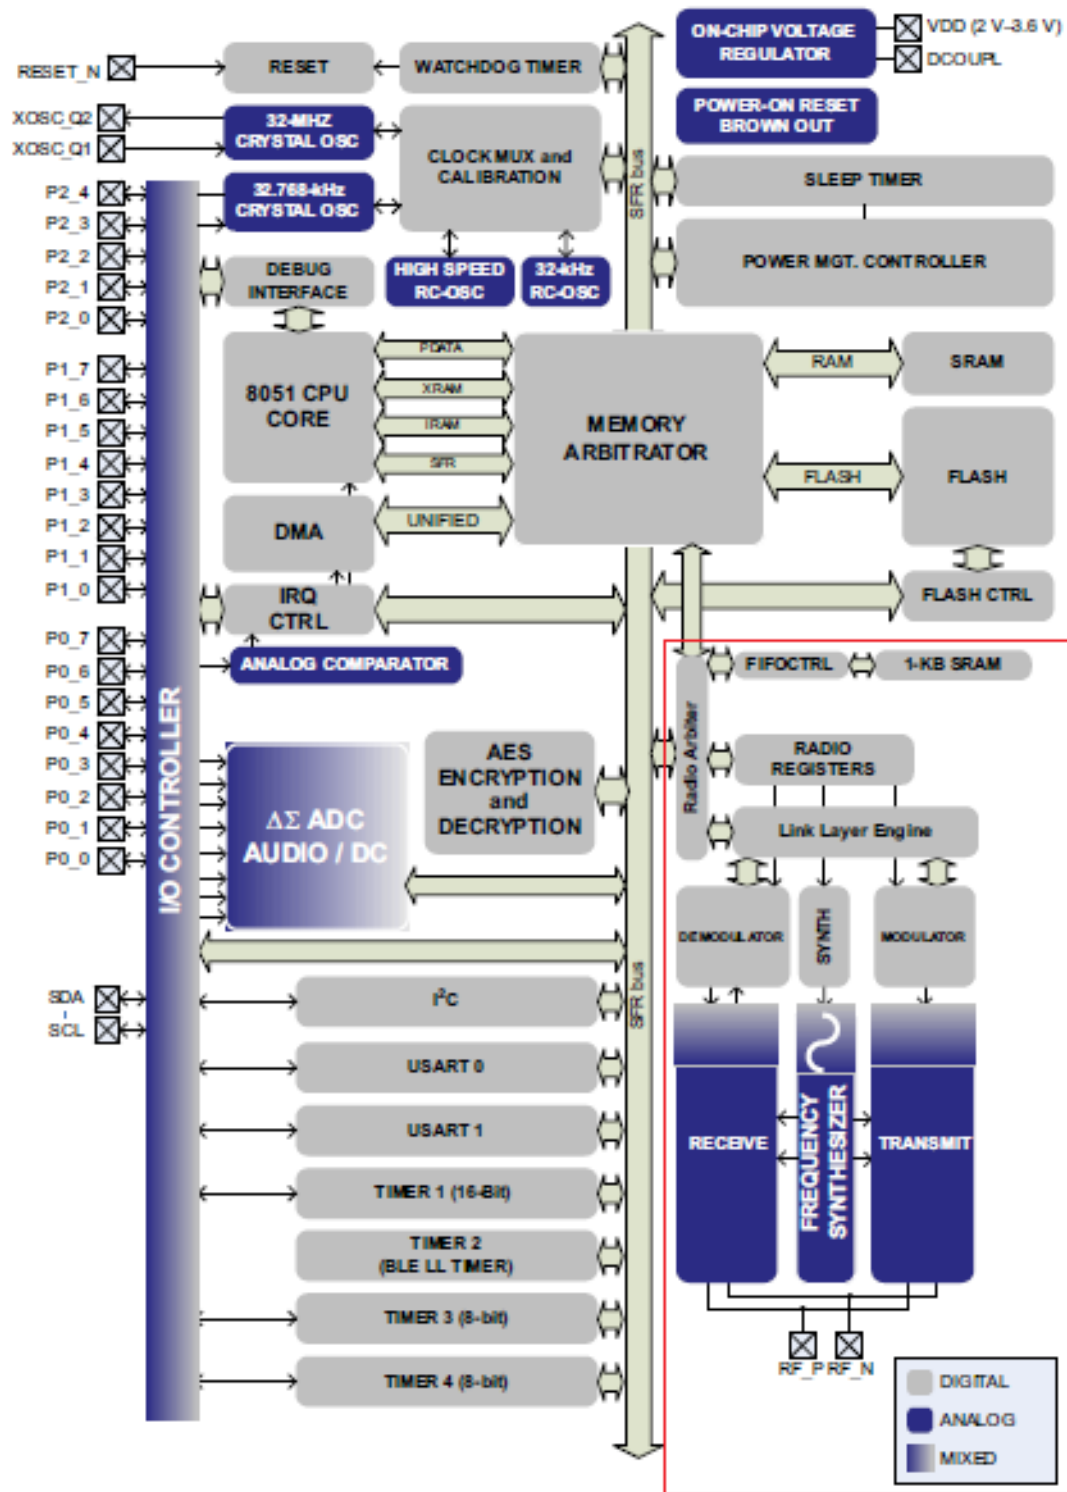 ON-CHIP VOLTAGE
REGULATOR
VDD (2 V–3.6 V)
DCOUPL
RESET_N
RESET
WATCHDOG TIMER
POWER-ON RESET
BROWN OUT
XOSC_Q2
XOSC_Q1
32-MHZ
CRYSTAL OSC
CLOCK MUX and
CALIBRATION
SFR bus
SLEEP TIMER
P2_4
P2_3
P2_2
P2_1
P2_0
32.768-kHz
CRYSTAL OSC
POWER MGT. CONTROLLER
DEBUG
INTERFACE
HIGH SPEED
RC-OSC
32-kHz
RC-OSC
P1_7
P1_6
P1_5
P1_4
P1_3
P1_2
P1_1
P1_0
8051 CPU
CORE
PDATA
XRAM
IRAM
SFR
UNIFIED
MEMORY
ARBITRATOR
RAM
SRAM
FLASH
FLASH
DMA
IRQ
CTRL
FLASH CTRL
P0_7
P0_6
P0_5
P0_4
P0_3
P0_2
P0_1
P0_0
ANALOG COMPARATOR
I/O CONTROLLER
ΔΣ ADC
AUDIO / DC
AES
ENCRYPTION
and
DECRYPTION
Radio Arbiter
FIFOCTRL
1-KB SRAM
RADIO
REGISTERS
Link Layer Engine
DEMODULATOR
SYNTH
MODULATOR
SDA
SCL
I²C
SFR bus
USART 0
USART 1
TIMER 1 (16-Bit)
TIMER 2
(BLE LL TIMER)
TIMER 3 (8-bit)
TIMER 4 (8-bit)
RECEIVE
FREQUENCY
SYNTHESIZER
TRANSMIT
RF_P
RF_N
DIGITAL
ANALOG
MIXED